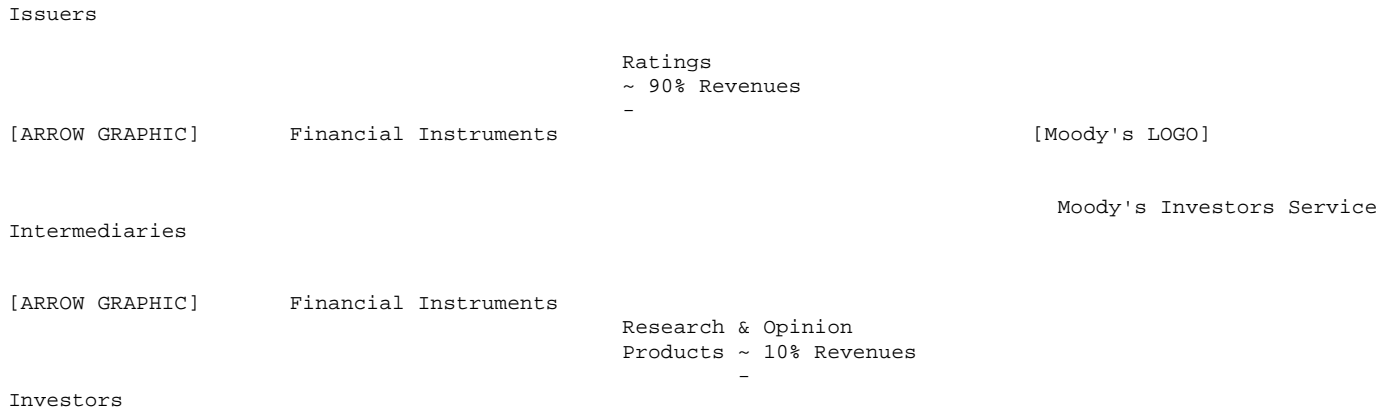 Issuers
Ratings
~ 90% Revenues
-
[ARROW GRAPHIC] Financial Instruments [Moody's LOGO]
Moody's Investors Service
Intermediaries
[ARROW GRAPHIC] Financial Instruments
Research & Opinion
Products ~ 10% Revenues
-
Investors